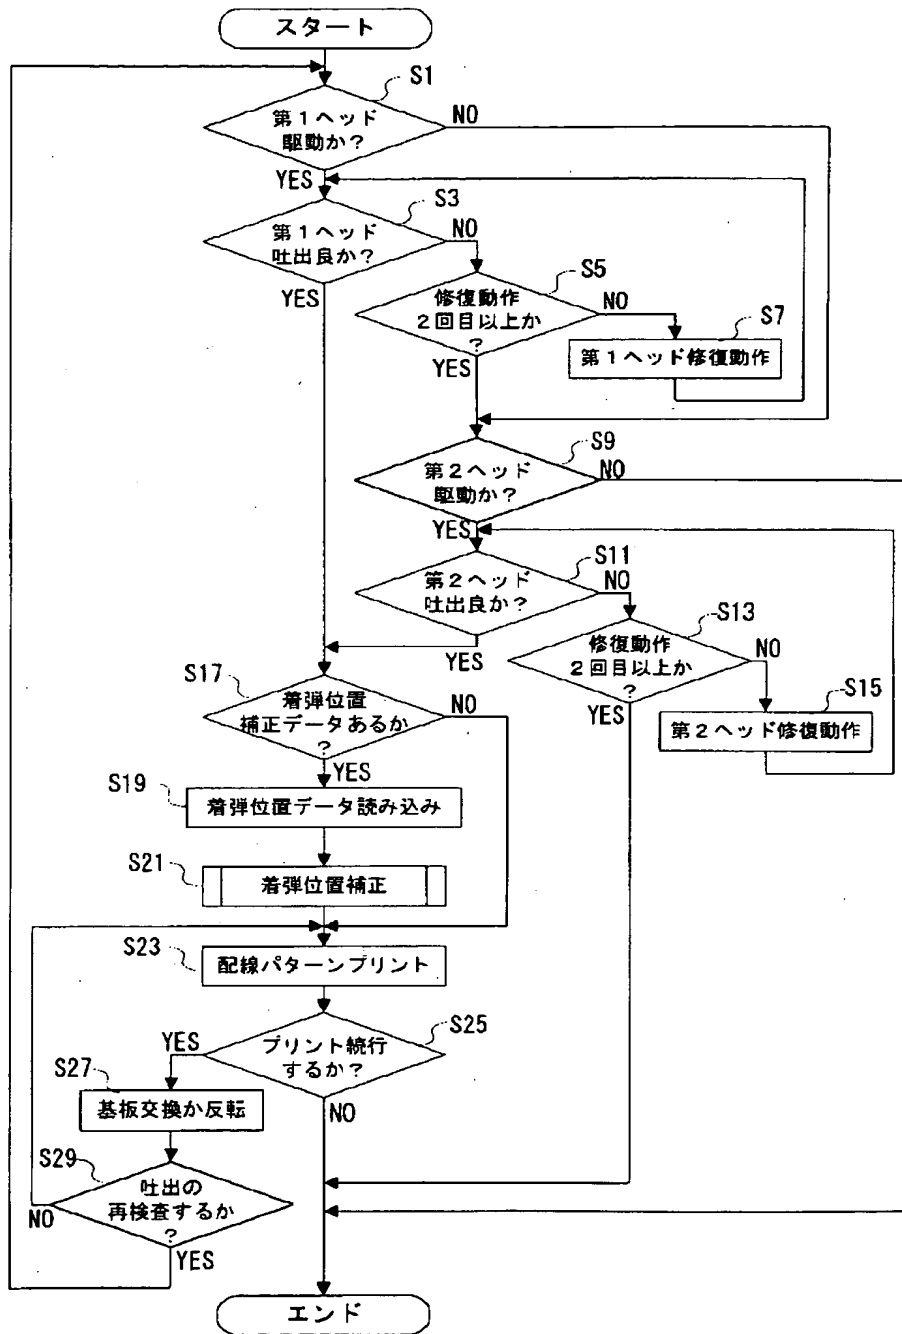 スタート
S1
第1ヘッド
駆動か?
NO
YES
S3
第1ヘッド
吐出良か?
NO
YES
S5
修復動作
2回目以上か
?
NO
YES
S7
第1ヘッド修復動作
S9
第2ヘッド
駆動か?
NO
YES
S11
第2ヘッド
吐出良か?
NO
YES
S13
修復動作
2回目以上か
?
NO
YES
S15
第2ヘッド修復動作
S17
着弾位置
補正データあるか
?
NO
YES
S19
着弾位置データ読み込み
S21
着弾位置補正
S23
配線パターンプリント
S25
プリント続行
するか?
YES
NO
S27
基板交換か反転
S29
吐出の
再検査するか
?
NO
YES
エンド